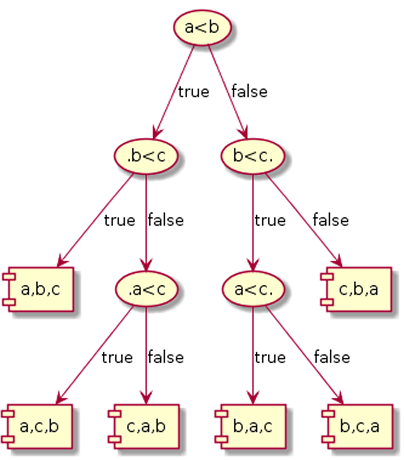 a<b
true
false
.b<c
b<c.
true
false
true
false
a,b,c
.a<c
a<c.
c,b,a
true
false
true
false
a,c,b
c,a,b
b,a,c
b,c,a